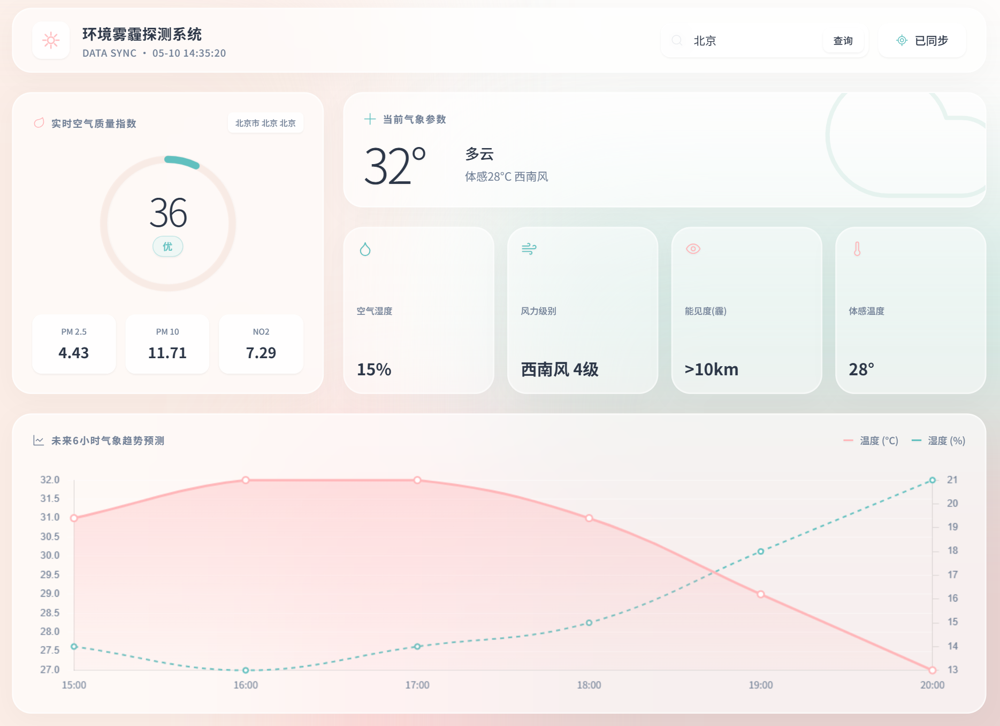 环境雾霾探测系统
DATA SYNC • 05-10 14:35:20
北京
查询
已同步
实时空气质量指数
北京市 北京 北京
36
优
PM 2.5
4.43
PM 10
11.71
NO2
7.29
当前气象参数
32°
多云
体感28°C 西南风
空气湿度
15%
风力级别
西南风 4级
能见度(霾)
>10km
体感温度
28°
未来6小时气象趋势预测
温度 (°C)
湿度 (%)
32.0
31.5
31.0
30.5
30.0
29.5
29.0
28.5
28.0
27.5
27.0
21
20
19
18
17
16
15
14
13
15:00
16:00
17:00
18:00
19:00
20:00